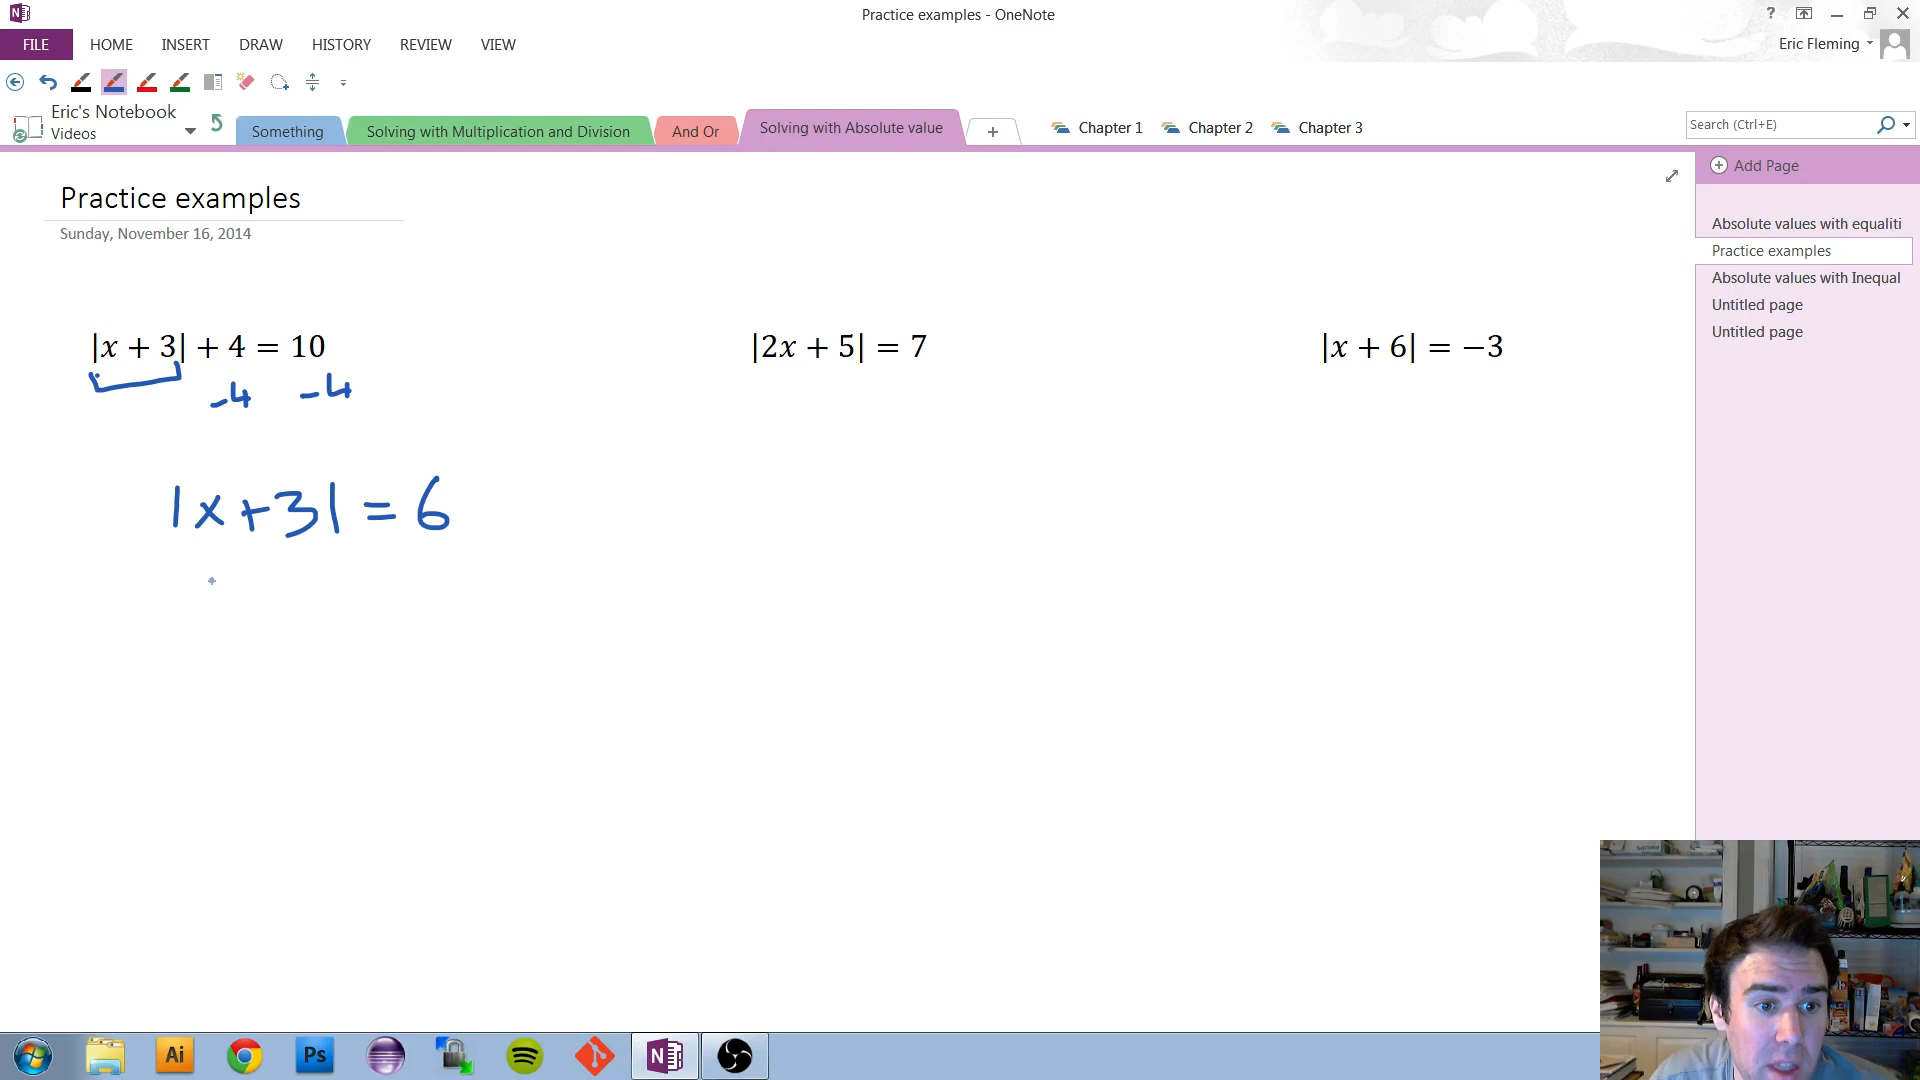 Practice examples - OneNote
FILE HOME INSERT DRAW HISTORY REVIEW VIEW
Eric Fleming
Eric's Notebook
Videos
Something
Solving with Multiplication and Division
And Or
Solving with Absolute value
Chapter 1
Chapter 2
Chapter 3
Search (Ctrl+E)
Add Page
Absolute values with equaliti
Practice examples
Absolute values with Inequal
Untitled page
Untitled page
Practice examples
Sunday, November 16, 2014
|x + 3| + 4 = 10
-4 -4
|x+3| = 6
|2x + 5| = 7
|x + 6| = −3
Ai
Ps